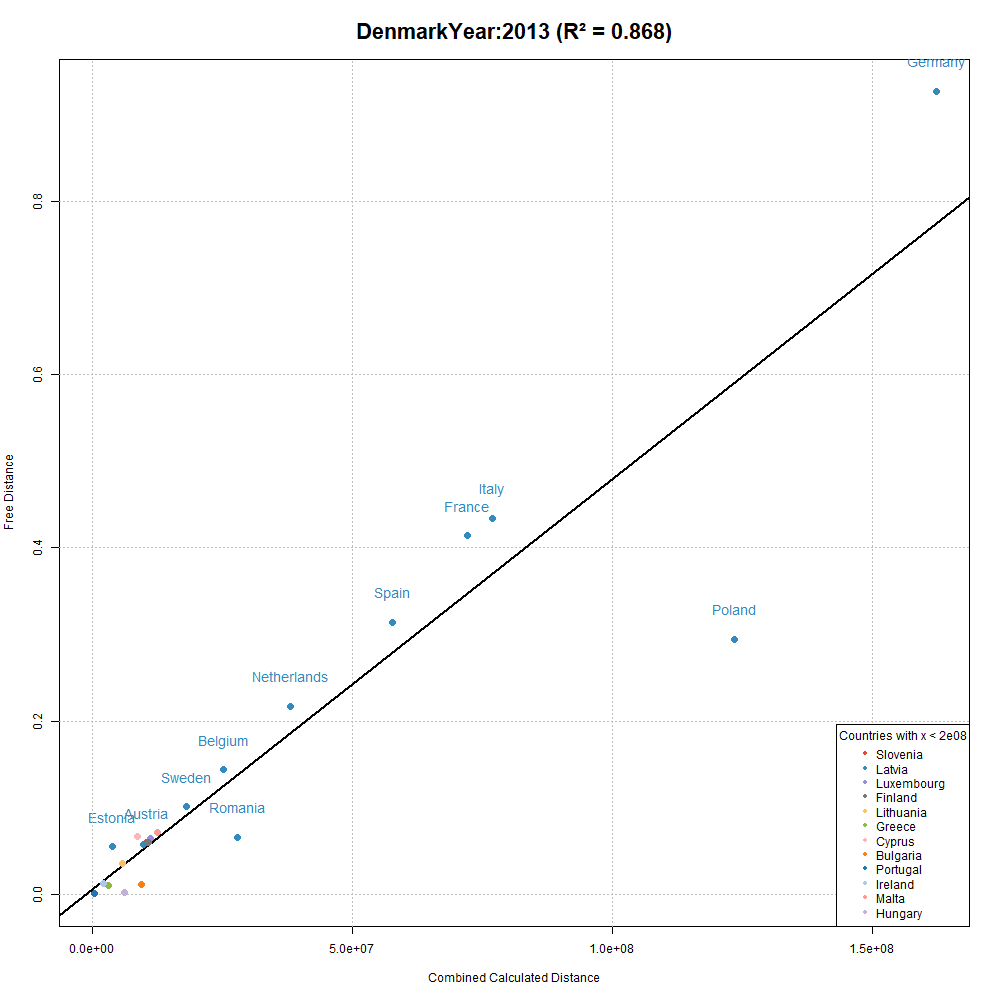 DenmarkYear:2013 (R² = 0.868)
Germany
0.8
0.6
Italy
France
Free Distance
0.4
Spain
Poland
Netherlands
0.2
Belgium
Sweden
Romania
Austria
Estonia
0.0
Countries with x < 2e08
Slovenia
Latvia
Luxembourg
Finland
Lithuania
Greece
Cyprus
Bulgaria
Portugal
Ireland
Malta
Hungary
0.0e+00 5.0e+07 1.0e+08 1.5e+08
Combined Calculated Distance